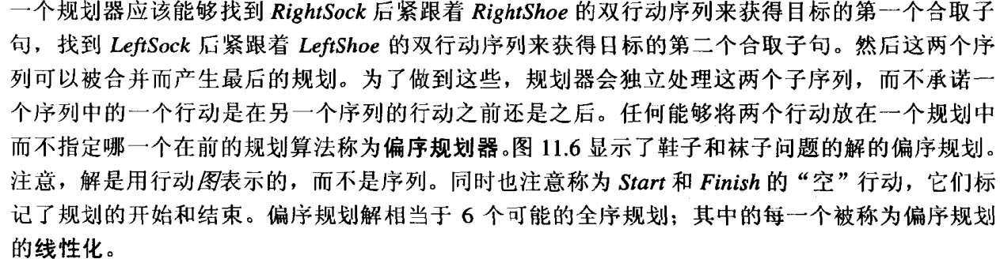 一个规划器应该能够找到 RightSock 后紧跟着 RightShoe 的双行动序列来获得目标的第一个合取子
句，找到 LeftSock 后紧跟着 LeftShoe 的双行动序列来获得目标的第二个合取子句。然后这两个序
列可以被合并而产生最后的规划。为了做到这些，规划器会独立处理这两个子序列，而不承诺一
个序列中的一个行动是在另一个序列的行动之前还是之后。任何能够将两个行动放在一个规划中
而不指定哪一个在前的规划算法称为偏序规划器。图 11.6 显示了鞋子和袜子问题的解的偏序规划。
注意，解是用行动图表示的，而不是序列。同时也注意称为 Start 和 Finish 的“空”行动，它们标
记了规划的开始和结束。偏序规划解相当于 6 个可能的全序规划；其中的每一个被称为偏序规划
的线性化。